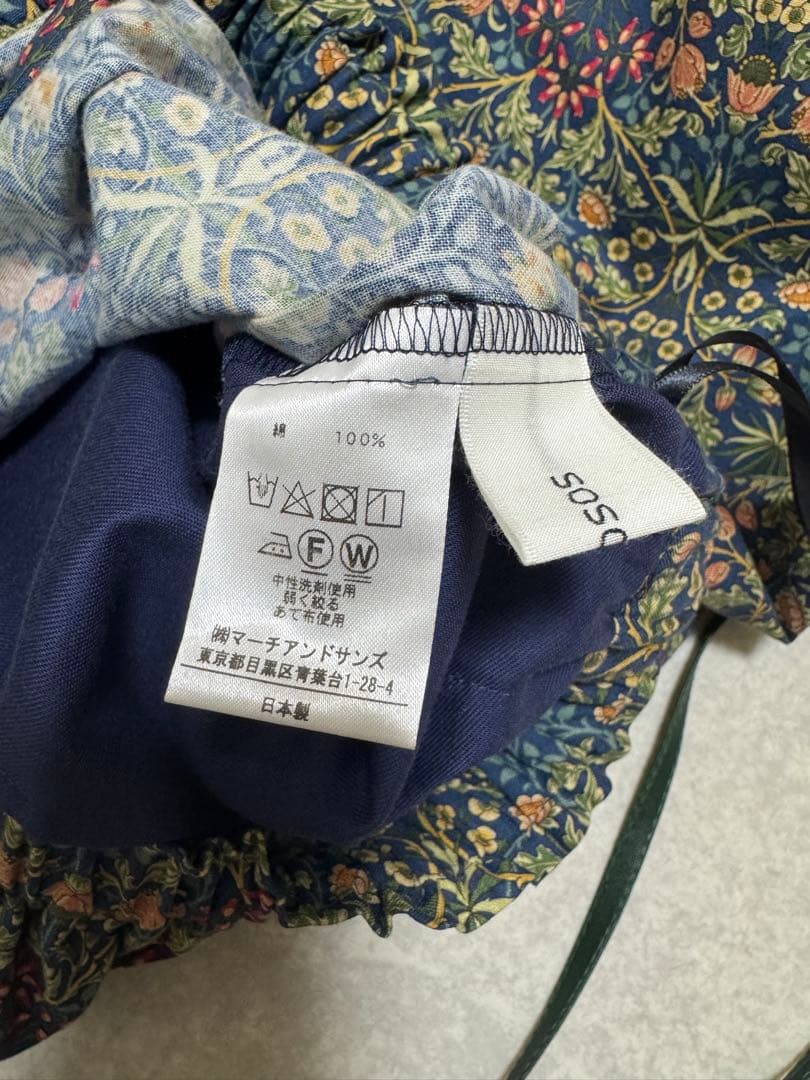 綿 100%
F W
中性洗剤使用
弱く絞る
あて布使用
㈱マーチアンドサンズ
東京都目黒区青葉台1-28-4
日本製
SOSO